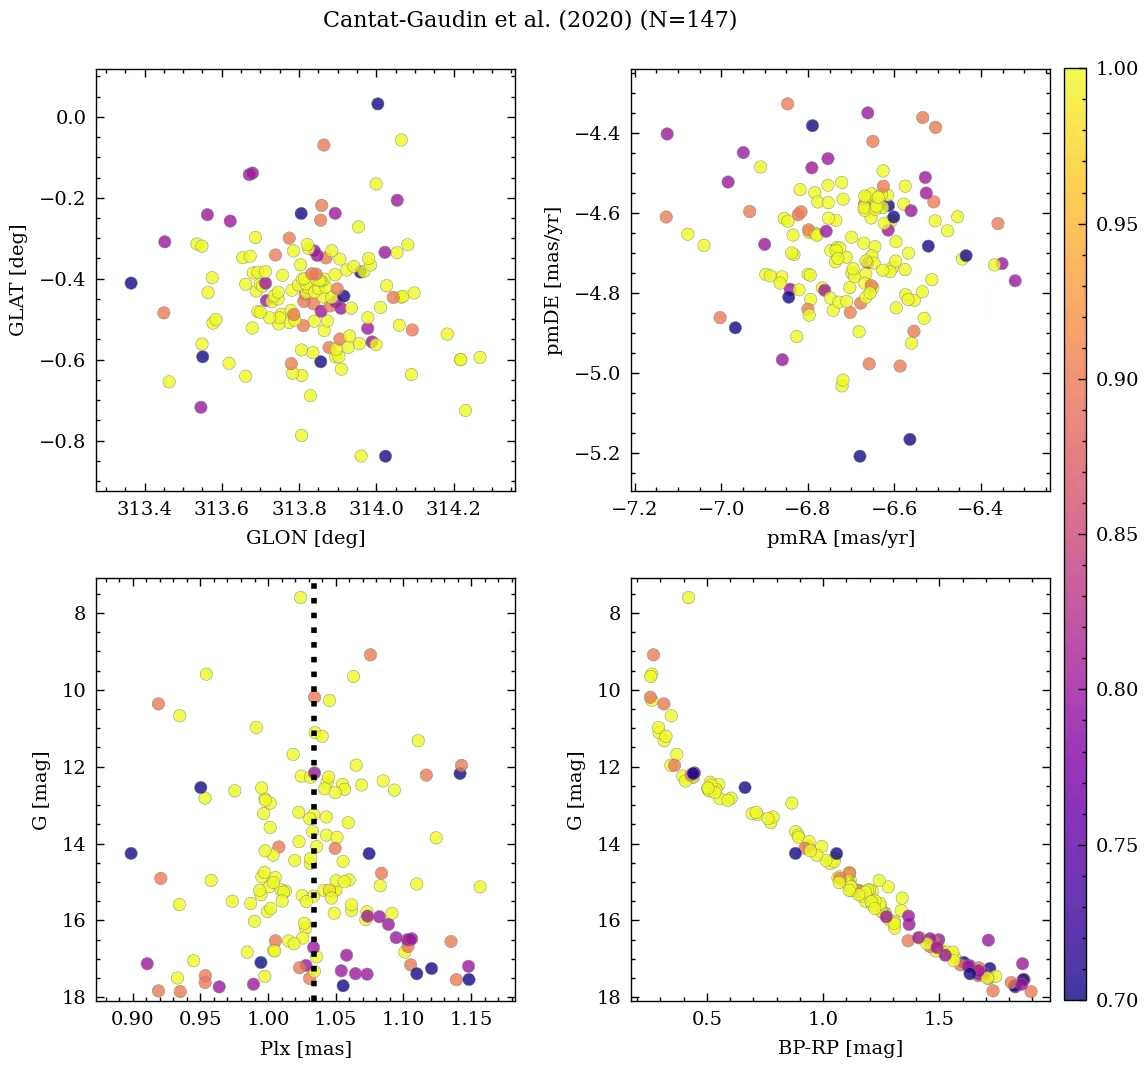 Cantat-Gaudin et al. (2020) (N=147)
0.0
−0.2
−0.4
−0.6
−0.8
GLAT [deg]
313.4 313.6 313.8 314.0 314.2
GLON [deg]
−4.4
−4.6
−4.8
−5.0
−5.2
pmDE [mas/yr]
−7.2 −7.0 −6.8 −6.6 −6.4
pmRA [mas/yr]
1.00
0.95
0.90
0.85
0.80
0.75
0.70
8
10
12
14
16
18
G [mag]
0.90 0.95 1.00 1.05 1.10 1.15
Plx [mas]
8
10
12
14
16
18
G [mag]
0.5 1.0 1.5
BP-RP [mag]